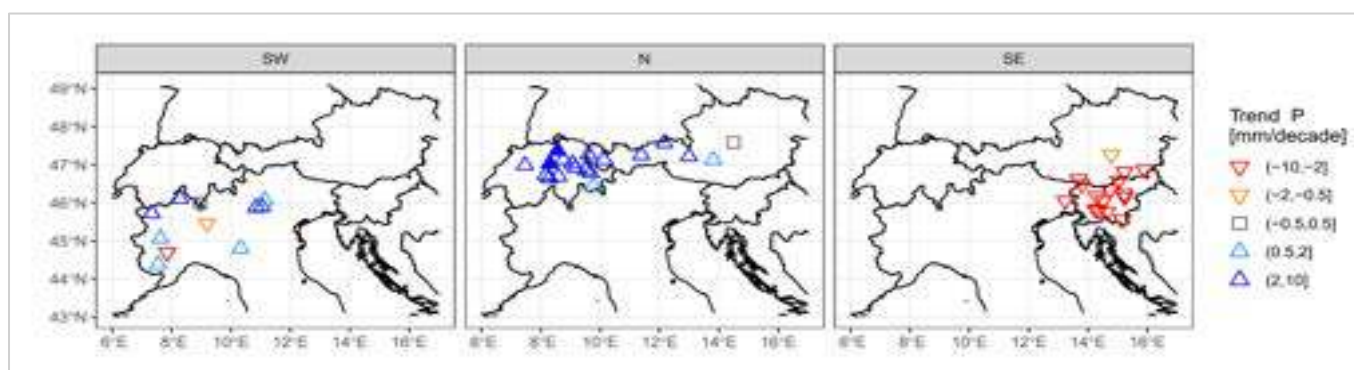 SW N SE
49°N
48°N
47°N
46°N
45°N
44°N
43°N
6°E 8°E 10°E 12°E 14°E 16°E 6°E 8°E 10°E 12°E 14°E 16°E 6°E 8°E 10°E 12°E 14°E 16°E
Trend P
[mm/decade]
(−10,−2]
(−2,−0.5]
(−0.5,0.5]
(0.5,2]
(2,10]